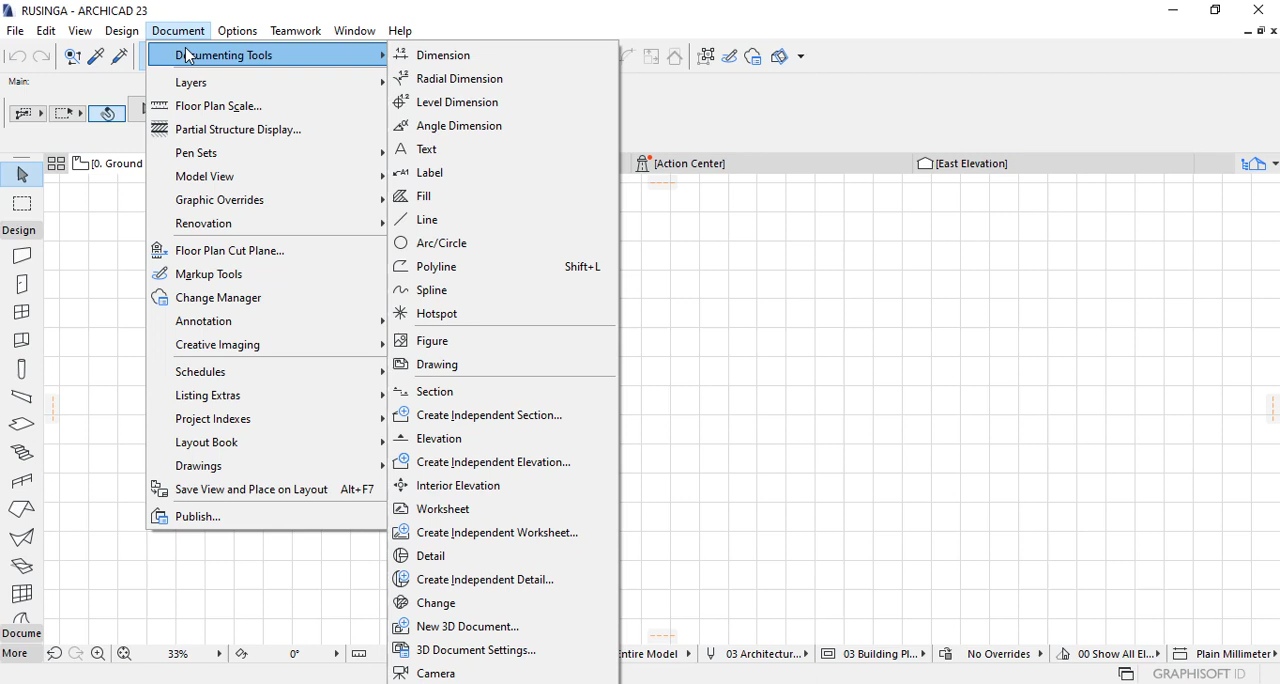 RUSINGA - ARCHICAD 23
File Edit View Design Document Options Teamwork Window Help
Main:
[0. Ground
[Action Center]
[East Elevation]
Design
Docume
More
Documenting Tools
Layers
Floor Plan Scale...
Partial Structure Display...
Pen Sets
Model View
Graphic Overrides
Renovation
Floor Plan Cut Plane...
Markup Tools
Change Manager
Annotation
Creative Imaging
Schedules
Listing Extras
Project Indexes
Layout Book
Drawings
Save View and Place on Layout Alt+F7
Publish...
Dimension
Radial Dimension
Level Dimension
Angle Dimension
Text
Label
Fill
Line
Arc/Circle
Polyline Shift+L
Spline
Hotspot
Figure
Drawing
Section
Create Independent Section...
Elevation
Create Independent Elevation...
Interior Elevation
Worksheet
Create Independent Worksheet...
Detail
Create Independent Detail...
Change
New 3D Document...
3D Document Settings...
Camera
33% 0° ntire Model 03 Architectur... 03 Building Pl... No Overrides 00 Show All El... Plain Millimeter
GRAPHISOFT ID